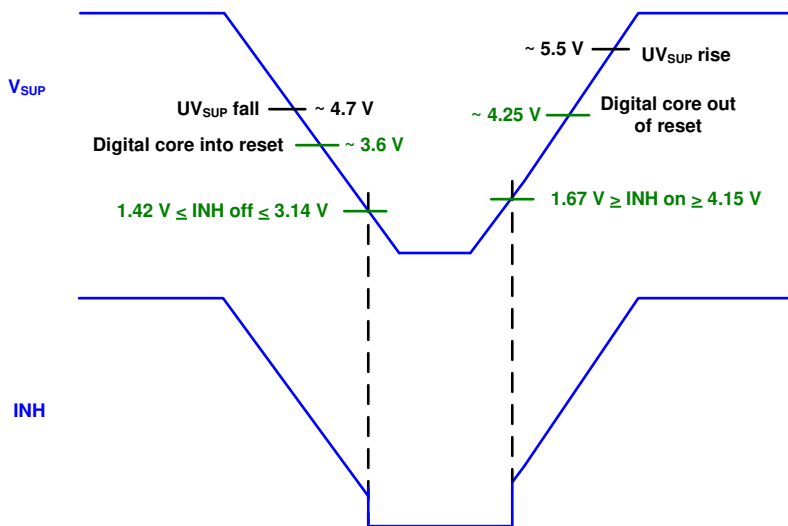 ~ 5.5 V
UVSUP rise
VSUP
UVSUP fall
~ 4.7 V
~ 4.25 V
Digital core out
of reset
Digital core into reset
~ 3.6 V
1.42 V ≤ INH off ≤ 3.14 V
1.67 V ≥ INH on ≥ 4.15 V
INH